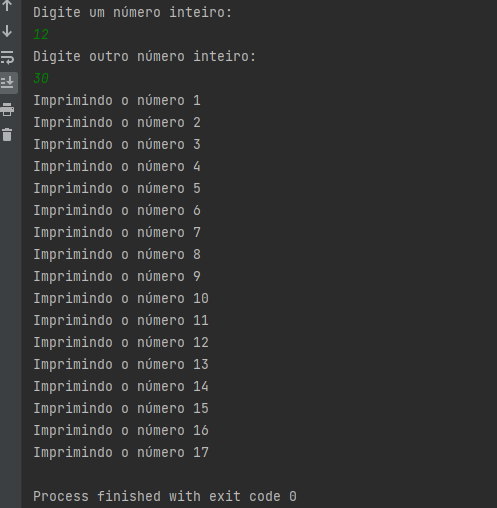 Digite um número inteiro:
12
Digite outro número inteiro:
30
Imprimindo o número 1
Imprimindo o número 2
Imprimindo o número 3
Imprimindo o número 4
Imprimindo o número 5
Imprimindo o número 6
Imprimindo o número 7
Imprimindo o número 8
Imprimindo o número 9
Imprimindo o número 10
Imprimindo o número 11
Imprimindo o número 12
Imprimindo o número 13
Imprimindo o número 14
Imprimindo o número 15
Imprimindo o número 16
Imprimindo o número 17
Process finished with exit code 0